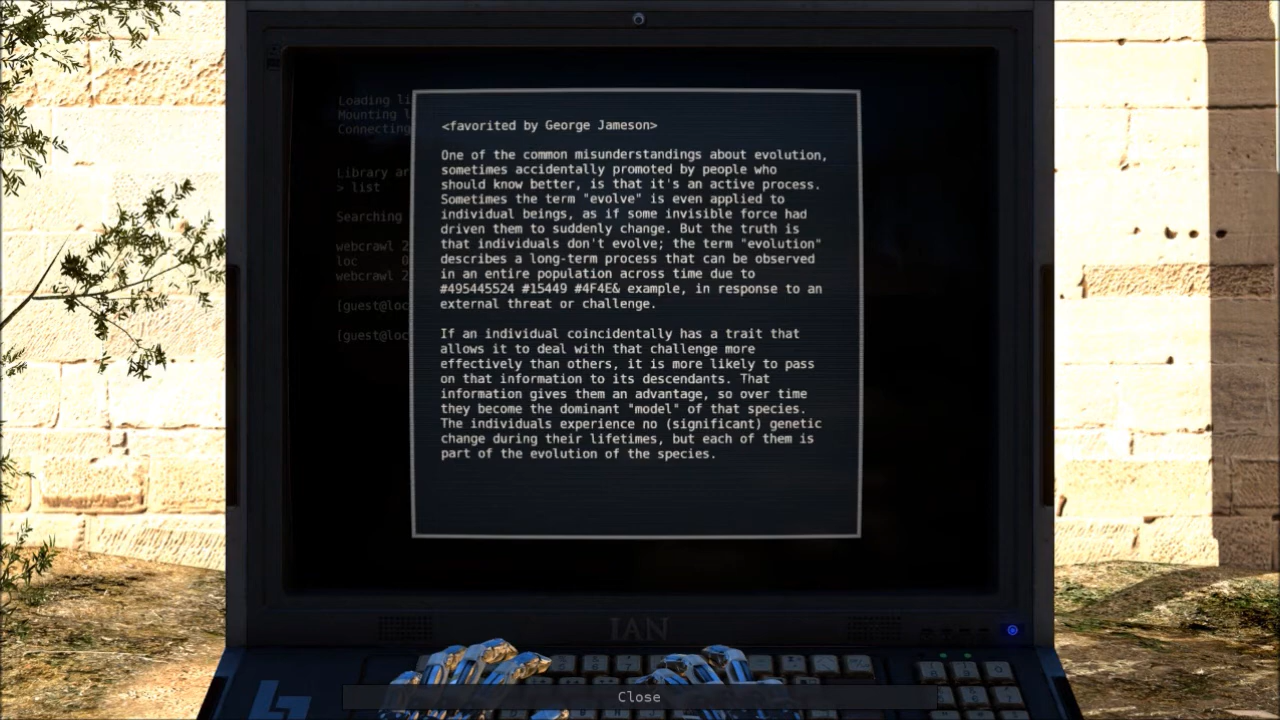 Loading li
Mounting l
Connecting
Library ar
> list
Searching
webcrawl 2
loc 0
webcrawl 2
[guest@loc
[guest@loc
<favorited by George Jameson>
One of the common misunderstandings about evolution,
sometimes accidentally promoted by people who
should know better, is that it's an active process.
Sometimes the term "evolve" is even applied to
individual beings, as if some invisible force had
driven them to suddenly change. But the truth is
that individuals don't evolve; the term "evolution"
describes a long-term process that can be observed
in an entire population across time due to
#495445524 #15449 #4F4E& example, in response to an
external threat or challenge.
If an individual coincidentally has a trait that
allows it to deal with that challenge more
effectively than others, it is more likely to pass
on that information to its descendants. That
information gives them an advantage, so over time
they become the dominant "model" of that species.
The individuals experience no (significant) genetic
change during their lifetimes, but each of them is
part of the evolution of the species.
IAN
Close